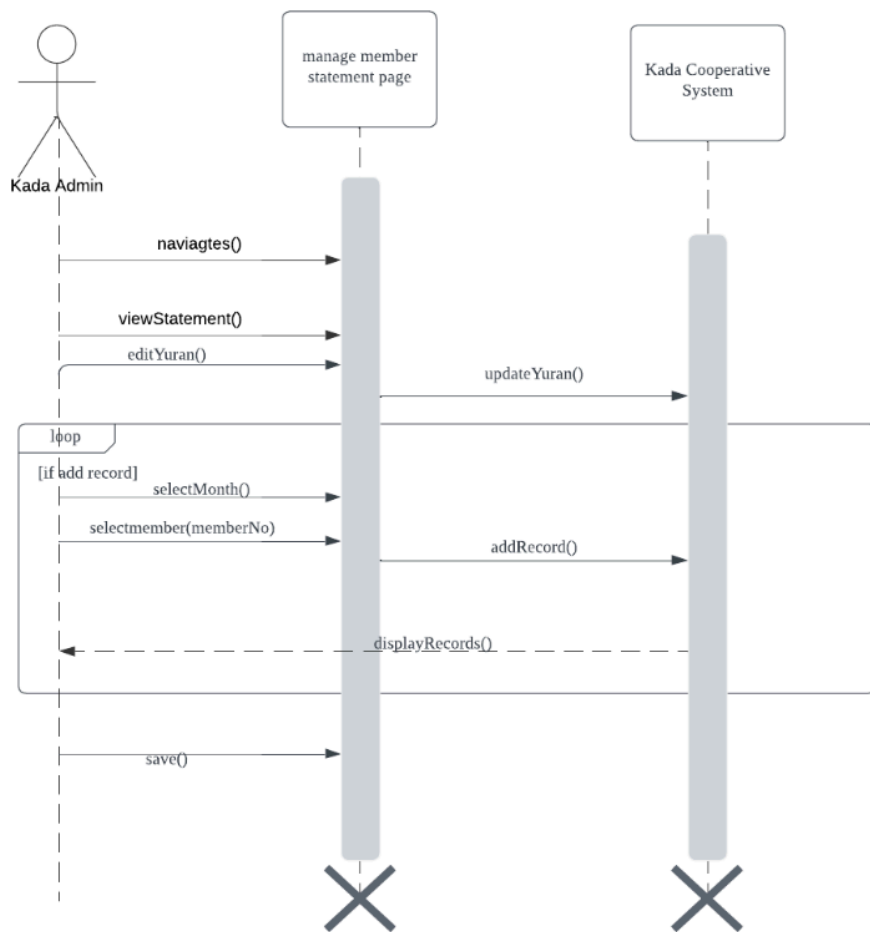 manage member
statement page
Kada Cooperative
System
Kada Admin
naviagtes()
viewStatement()
editYuran()
updateYuran()
loop
[if add record]
selectMonth()
selectmember(memberNo)
addRecord()
displayRecords()
save()